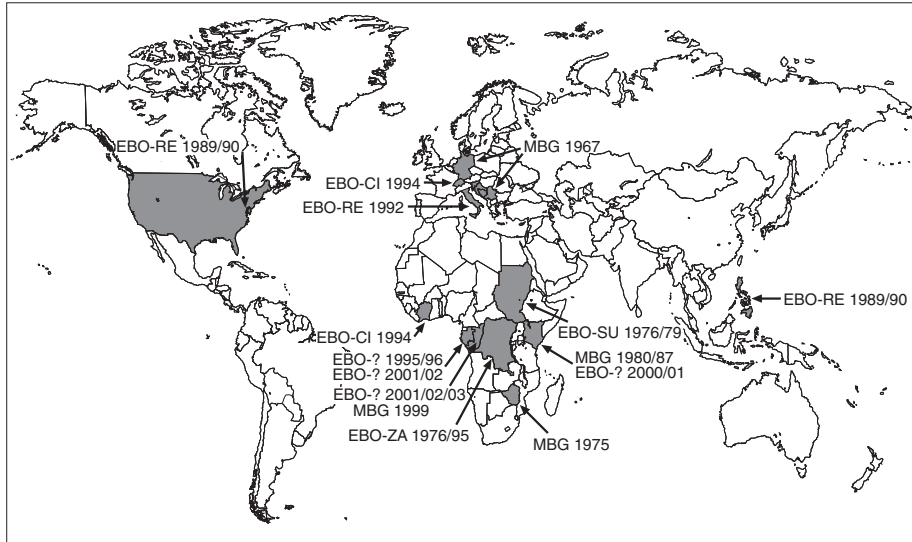 EBO-RE 1989/90
MBG 1967
EBO-CI 1994
EBO-RE 1992
EBO-RE 1989/90
EBO-CI 1994
EBO-SU 1976/79
EBO-? 1995/96
MBG 1980/87
EBO-? 2001/02
EBO-? 2000/01
EBO-? 2001/02/03
MBG 1999
EBO-ZA 1976/95
MBG 1975